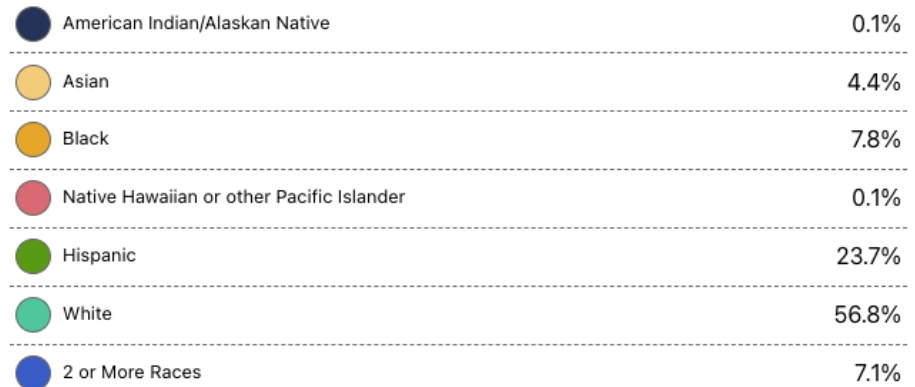 American Indian/Alaskan Native 0.1%
Asian 4.4%
Black 7.8%
Native Hawaiian or other Pacific Islander 0.1%
Hispanic 23.7%
White 56.8%
2 or More Races 7.1%